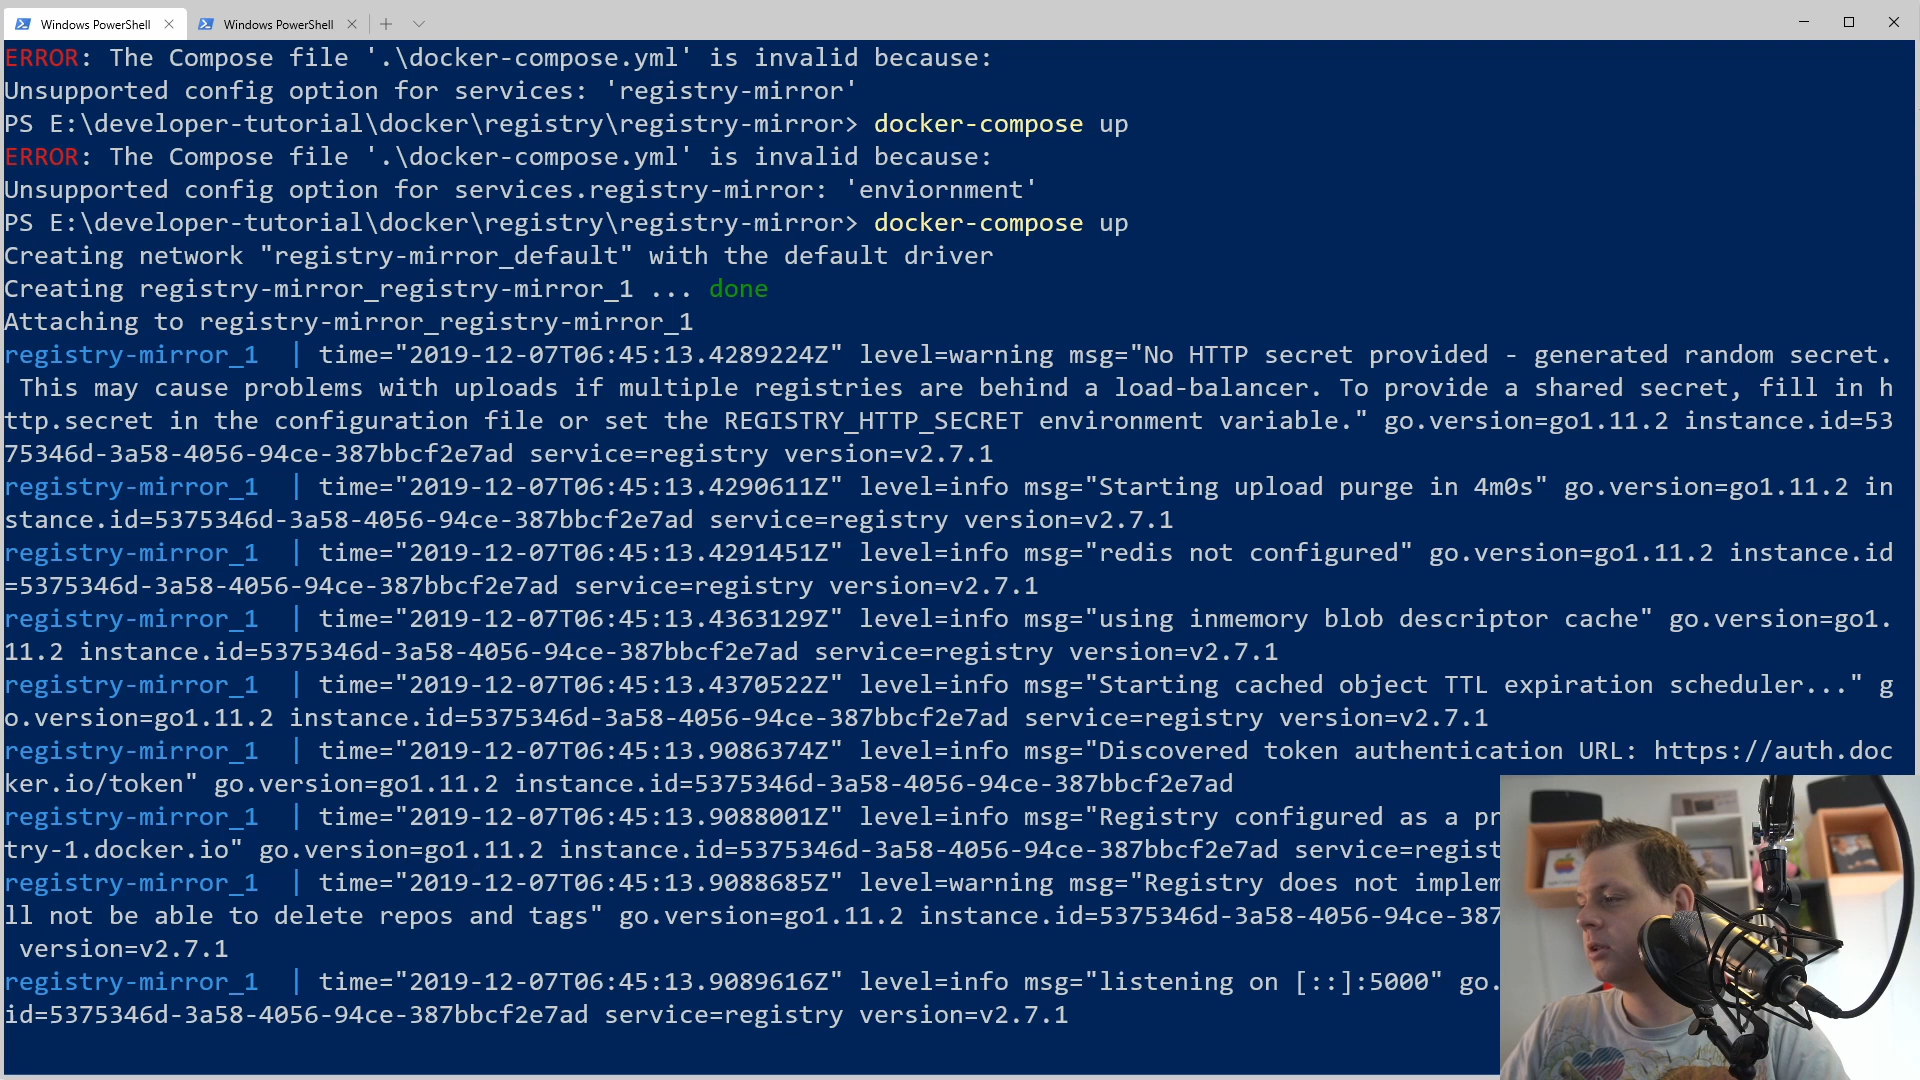 Windows PowerShell
Windows PowerShell
ERROR: The Compose file '.\docker-compose.yml' is invalid because:
Unsupported config option for services: 'registry-mirror'
PS E:\developer-tutorial\docker\registry\registry-mirror> docker-compose up
ERROR: The Compose file '.\docker-compose.yml' is invalid because:
Unsupported config option for services.registry-mirror: 'enviornment'
PS E:\developer-tutorial\docker\registry\registry-mirror> docker-compose up
Creating network "registry-mirror_default" with the default driver
Creating registry-mirror_registry-mirror_1 ... done
Attaching to registry-mirror_registry-mirror_1
registry-mirror_1  | time="2019-12-07T06:45:13.4289224Z" level=warning msg="No HTTP secret provided - generated random secret.
This may cause problems with uploads if multiple registries are behind a load-balancer. To provide a shared secret, fill in h
ttp.secret in the configuration file or set the REGISTRY_HTTP_SECRET environment variable." go.version=go1.11.2 instance.id=53
75346d-3a58-4056-94ce-387bbcf2e7ad service=registry version=v2.7.1
registry-mirror_1  | time="2019-12-07T06:45:13.4290611Z" level=info msg="Starting upload purge in 4m0s" go.version=go1.11.2 in
stance.id=5375346d-3a58-4056-94ce-387bbcf2e7ad service=registry version=v2.7.1
registry-mirror_1  | time="2019-12-07T06:45:13.4291451Z" level=info msg="redis not configured" go.version=go1.11.2 instance.id
=5375346d-3a58-4056-94ce-387bbcf2e7ad service=registry version=v2.7.1
registry-mirror_1  | time="2019-12-07T06:45:13.4363129Z" level=info msg="using inmemory blob descriptor cache" go.version=go1.
11.2 instance.id=5375346d-3a58-4056-94ce-387bbcf2e7ad service=registry version=v2.7.1
registry-mirror_1  | time="2019-12-07T06:45:13.4370522Z" level=info msg="Starting cached object TTL expiration scheduler..." g
o.version=go1.11.2 instance.id=5375346d-3a58-4056-94ce-387bbcf2e7ad service=registry version=v2.7.1
registry-mirror_1  | time="2019-12-07T06:45:13.9086374Z" level=info msg="Discovered token authentication URL: https://auth.doc
ker.io/token" go.version=go1.11.2 instance.id=5375346d-3a58-4056-94ce-387bbcf2e7ad
registry-mirror_1  | time="2019-12-07T06:45:13.9088001Z" level=info msg="Registry configured as a pr
try-1.docker.io" go.version=go1.11.2 instance.id=5375346d-3a58-4056-94ce-387bbcf2e7ad service=regist
registry-mirror_1  | time="2019-12-07T06:45:13.9088685Z" level=warning msg="Registry does not implem
ll not be able to delete repos and tags" go.version=go1.11.2 instance.id=5375346d-3a58-4056-94ce-387
version=v2.7.1
registry-mirror_1  | time="2019-12-07T06:45:13.9089616Z" level=info msg="listening on [::]:5000" go.
id=5375346d-3a58-4056-94ce-387bbcf2e7ad service=registry version=v2.7.1